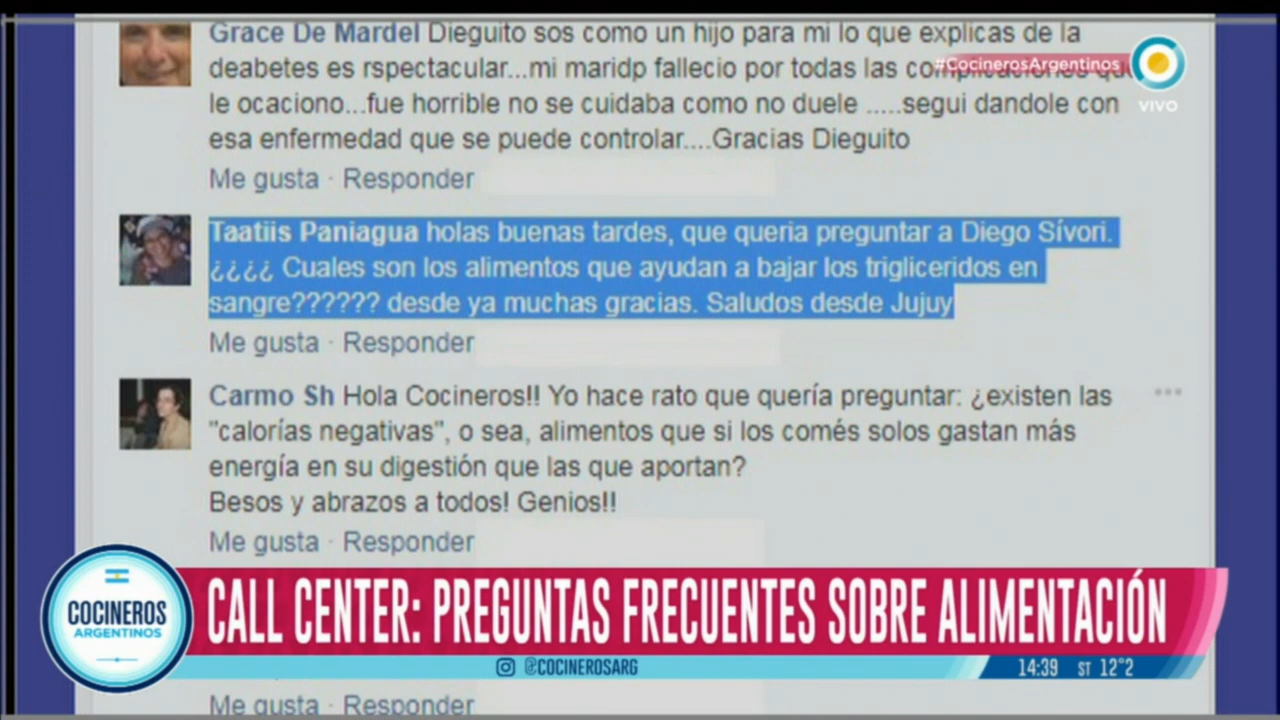 Grace De Mardel Dieguito sos como un hijo para mi lo que explicas de la
deabetes es rspectacular...mi maridp fallecio por todas las complicaciones que
#CocinerosArgentinos
VIVO
le ocaciono...fue horrible no se cuidaba como no duele .....segui dandole con
esa enfermedad que se puede controlar....Gracias Dieguito
Me gusta · Responder
Taatiis Paniagua holas buenas tardes, que queria preguntar a Diego Sívori.
¿¿¿¿ Cuales son los alimentos que ayudan a bajar los trigliceridos en
sangre?????? desde ya muchas gracias. Saludos desde Jujuy
Me gusta · Responder
Carmo Sh Hola Cocineros!! Yo hace rato que quería preguntar: ¿existen las
"calorías negativas", o sea, alimentos que si los comés solos gastan más
energía en su digestión que las que aportan?
Besos y abrazos a todos! Genios!!
Me gusta · Responder
COCINEROS
ARGENTINOS
CALL CENTER: PREGUNTAS FRECUENTES SOBRE ALIMENTACIÓN
@COCINEROSARG
14:39 ST 12°2
Me gusta · Responder